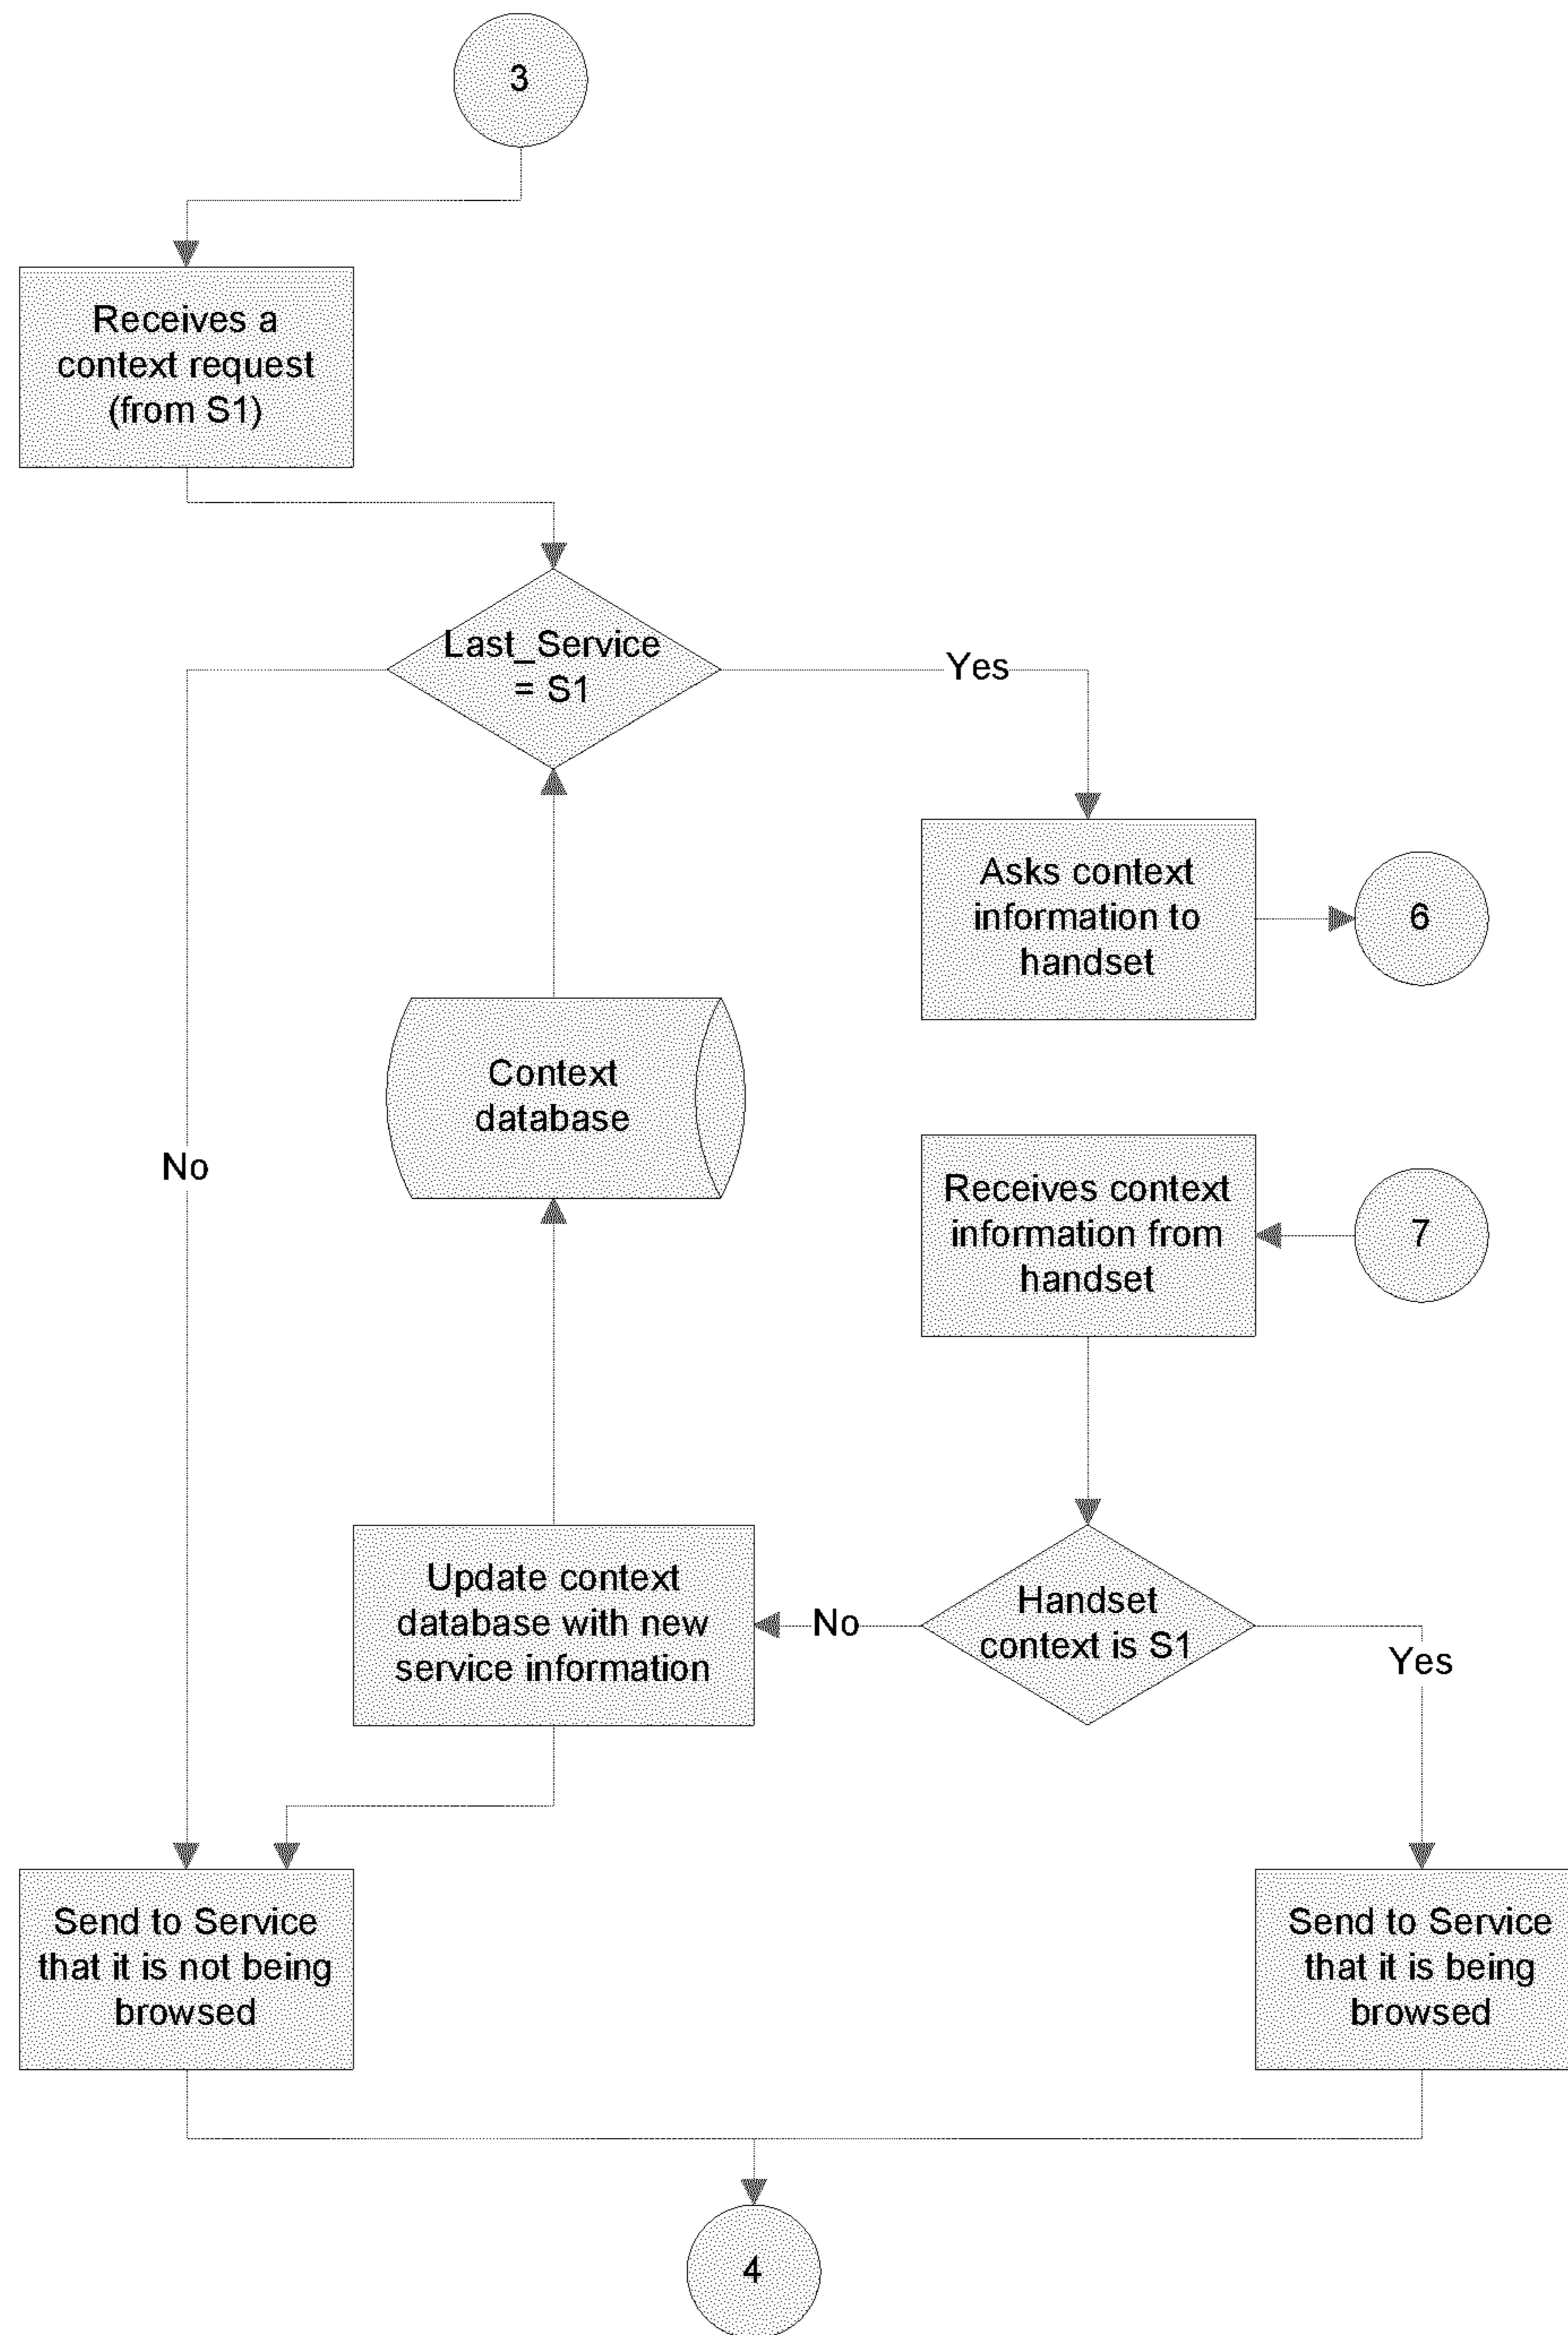 3
Receives a
context request
(from S1)
Last_Service
= S1
Yes
Asks context
information to
handset
6
Context
database
No
Receives context
information from
handset
7
Update context
database with new
service information
No
Handset
context is S1
Yes
Send to Service
that it is not being
browsed
Send to Service
that it is being
browsed
4